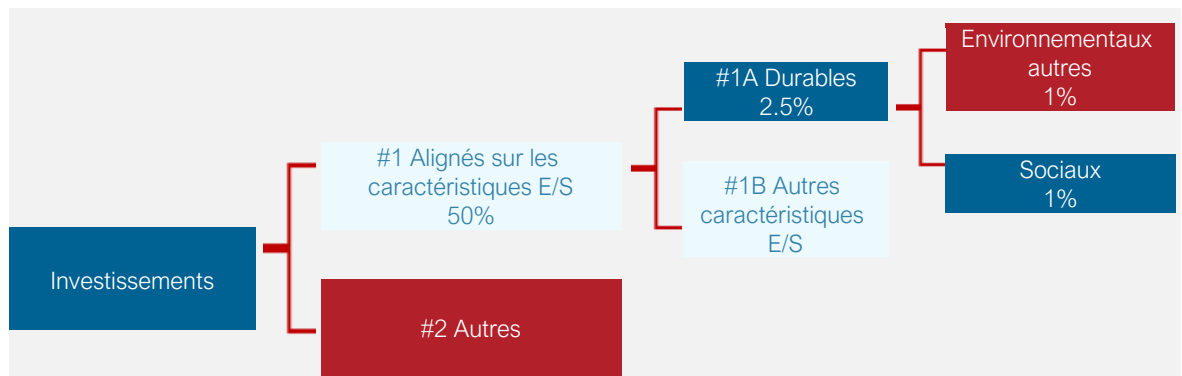 Investissements
#1 Alignés sur les
caractéristiques E/S
50%
#2 Autres
#1A Durables
2.5%
#1B Autres
caractéristiques
E/S
Environnementaux
autres
1%
Sociaux
1%